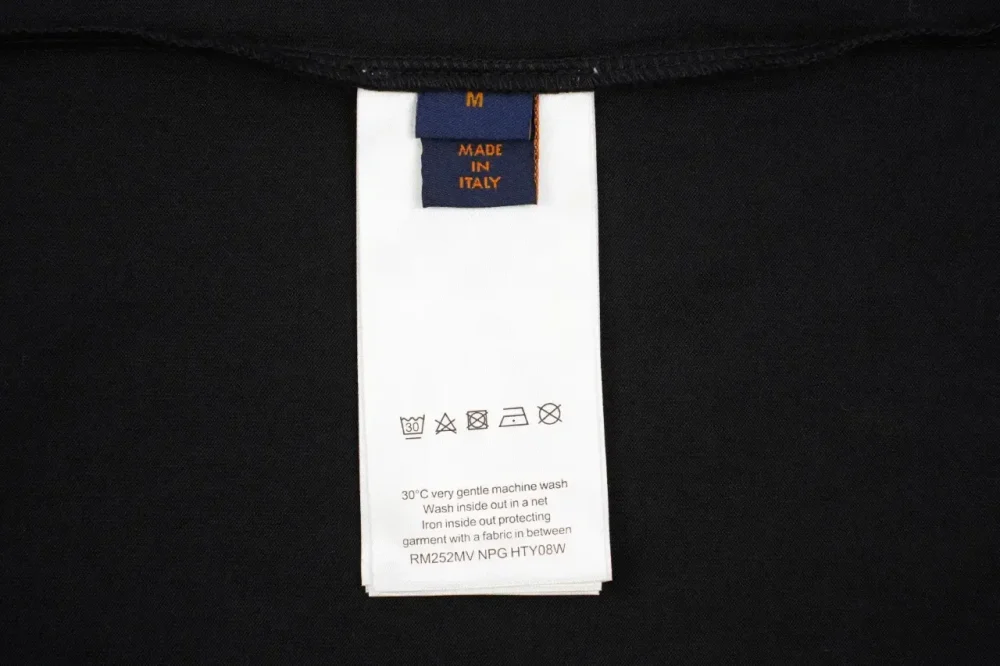 M
MADE
IN
ITALY
30
30°C very gentle machine wash
Wash inside out in a net
Iron inside out protecting
garment with a fabric in between
RM252MV NPG HTY08W